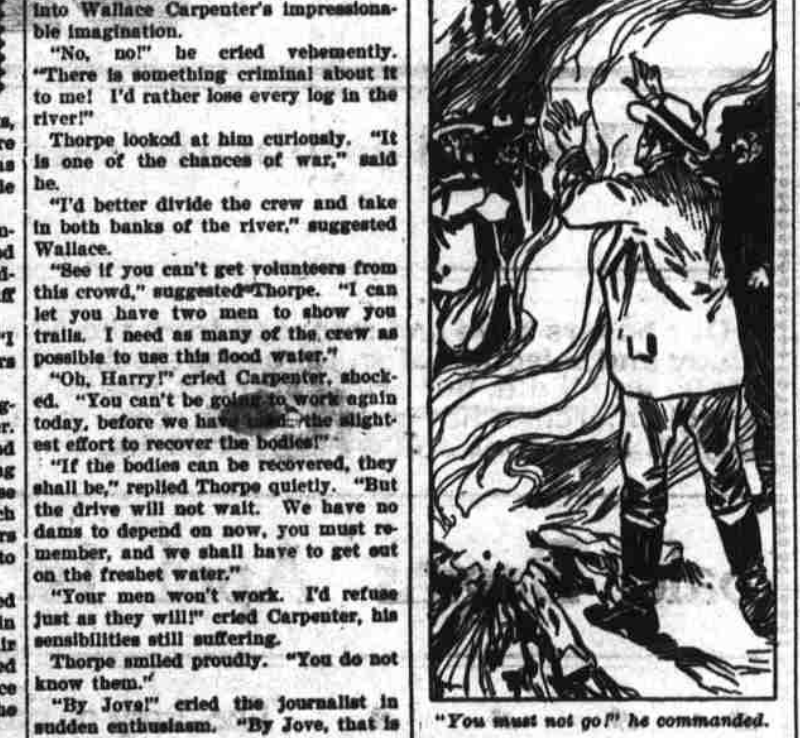 into Wallace Carpenter's impressiona-
ble imagination.
"No, no!" he cried vehemently.
"There is something criminal about it
to me! I'd rather lose every log in the
river!"
Thorpe looked at him curiously. "It
is one of the chances of war," said
he.
"I'd better divide the crew and take
in both banks of the river," suggested
Wallace.
"See if you can't get volunteers from
this crowd," suggested Thorpe. "I can
let you have two men to show you
trails. I need as many of the crew as
possible to use this flood water."
"Oh, Harry!" cried Carpenter, shock-
ed. "You can't be going to work again
today, before we have the slight-
est effort to recover the bodies!"
"If the bodies can be recovered, they
shall be," replied Thorpe quietly. "But
the drive will not wait. We have no
dams to depend on now, you must re-
member, and we shall have to get out
on the freshet water."
"Your men won't work. I'd refuse
just as they will!" cried Carpenter, his
sensibilities still suffering.
Thorpe smiled proudly. "You do not
know them."
"By Jove!" cried the journalist in
sudden enthusiasm. "By Jove, that is
"You must not go!" he commanded.